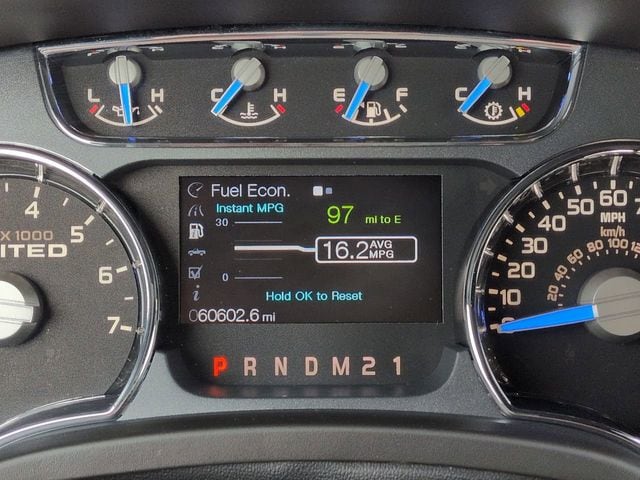 L H C H E F C H
Fuel Econ.
Instant MPG
30
97 mi to E
16.2 AVG MPG
0
Hold OK to Reset
060602.6 mi
P R N D M 2 1
4
5
X 1000
ITED
6
7
60
50
40
30
20
10
0
MPH
km/h
20 40 60 80 100